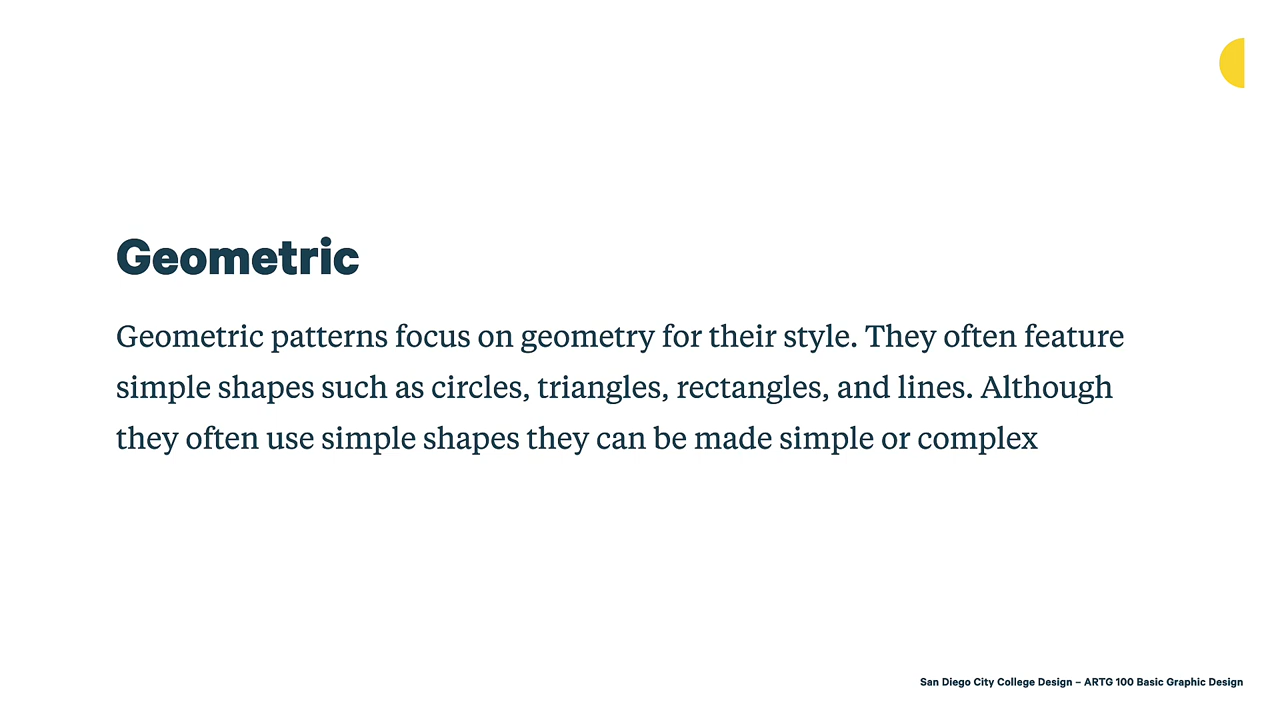 Geometric
Geometric patterns focus on geometry for their style. They often feature
simple shapes such as circles, triangles, rectangles, and lines. Although
they often use simple shapes they can be made simple or complex
San Diego City College Design – ARTG 100 Basic Graphic Design